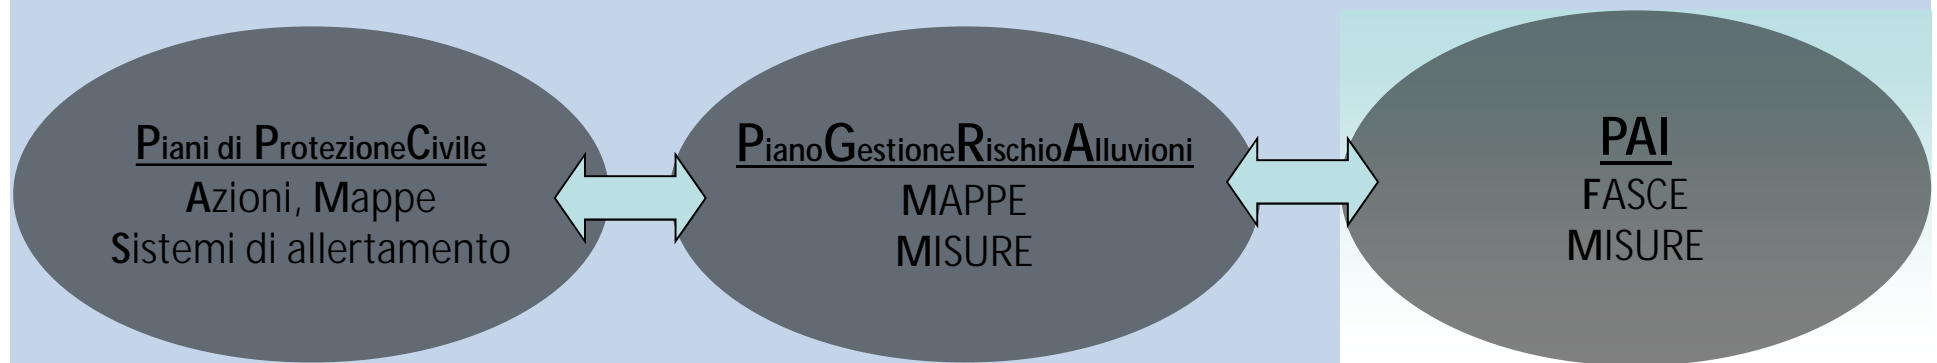 Piani di ProtezioneCivile
Azioni, Mappe
Sistemi di allertamento
PianoGestioneRischioAlluvioni
MAPPE
MISURE
PAI
FASCE
MISURE